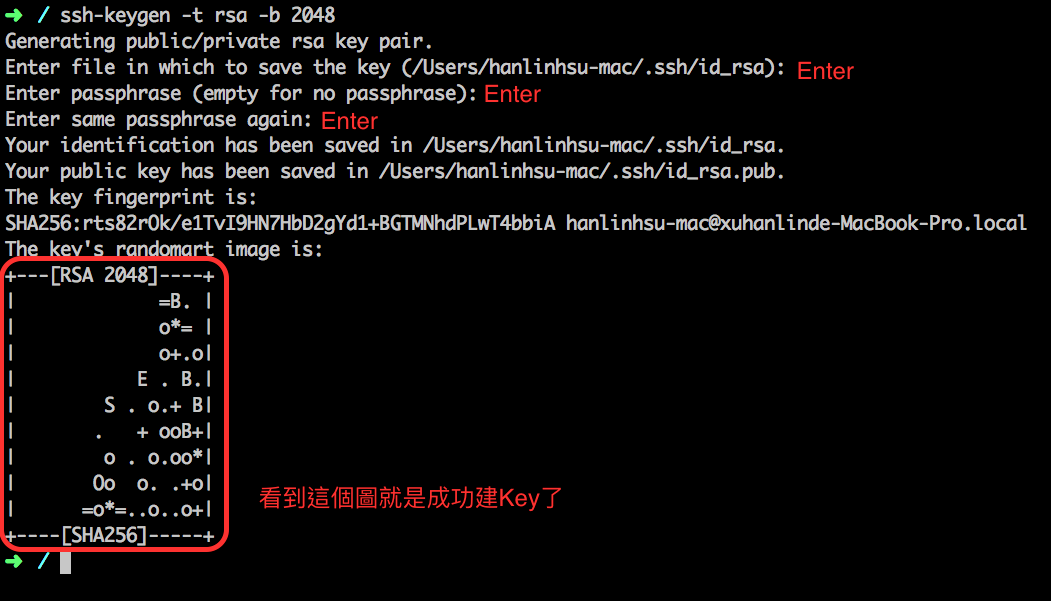 ➜ / ssh-keygen -t rsa -b 2048
Generating public/private rsa key pair.
Enter file in which to save the key (/Users/hanlinhsu-mac/.ssh/id_rsa): Enter
Enter passphrase (empty for no passphrase): Enter
Enter same passphrase again: Enter
Your identification has been saved in /Users/hanlinhsu-mac/.ssh/id_rsa.
Your public key has been saved in /Users/hanlinhsu-mac/.ssh/id_rsa.pub.
The key fingerprint is:
SHA256:rts82rOk/e1TvI9HN7HbD2gYd1+BGTMNhdPLwT4bbiA hanlinhsu-mac@xuhanlinde-MacBook-Pro.local
The key's randomart image is:
+---[RSA 2048]----+
|             =B. |
|             o*= |
|             o+.o|
|           E . B.|
|        S . o.+ B|
|       .   + ooB+|
|        o . o.oo*|
|       Oo  o. .+o|
|      =o*=..o..o+|
+----[SHA256]-----+
看到這個圖就是成功建Key了
➜ /